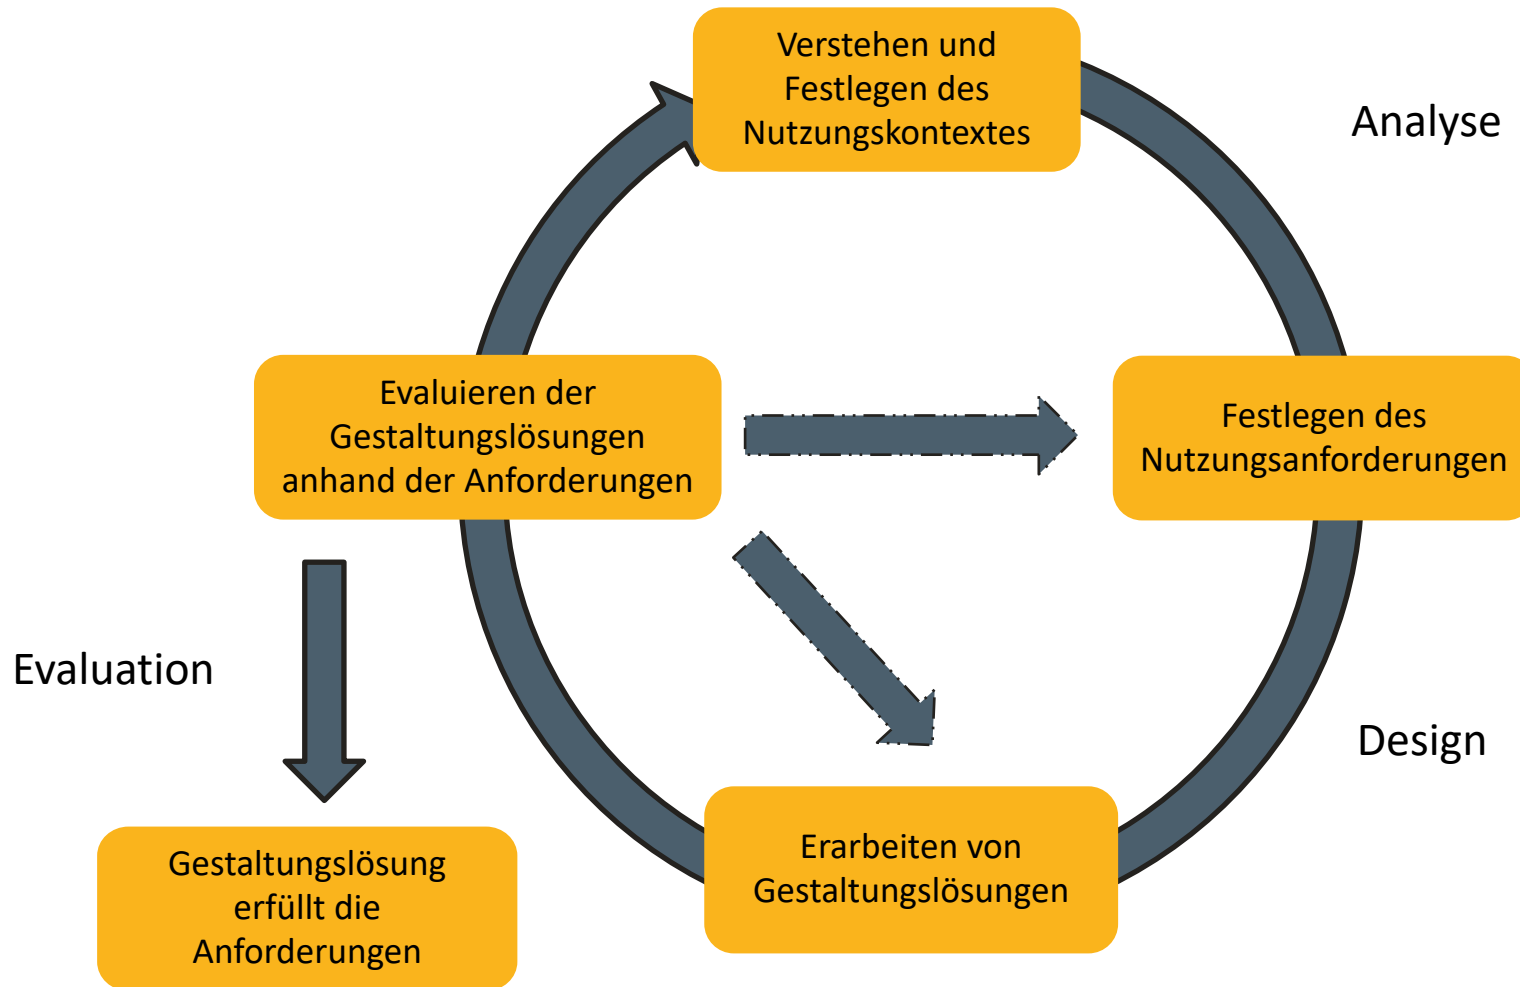 Verstehen und
Festlegen des
Nutzungskontextes
Analyse
Evaluieren der
Gestaltungslösungen
anhand der Anforderungen
Festlegen des
Nutzungsanforderungen
Evaluation
Design
Erarbeiten von
Gestaltungslösungen
Gestaltungslösung
erfüllt die
Anforderungen